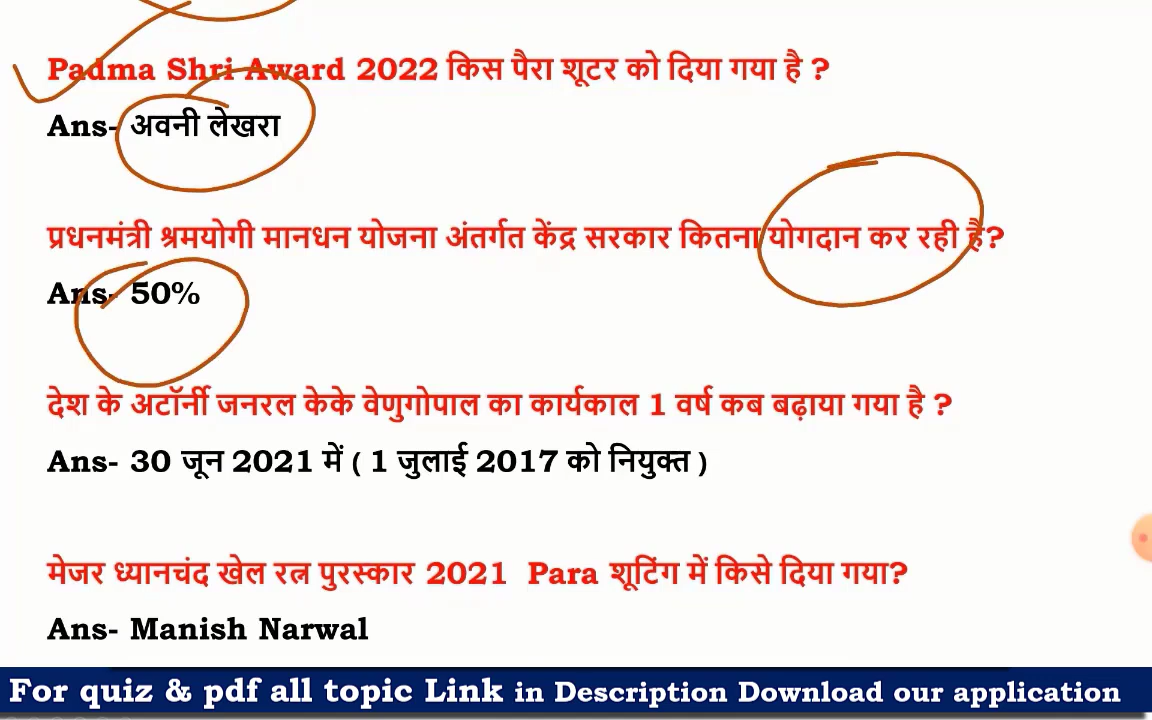 Padma Shri Award 2022 किस पैरा शूटर को दिया गया है ?
Ans- अवनी लेखरा
प्रधनमंत्री श्रमयोगी मानधन योजना अंतर्गत केंद्र सरकार कितना योगदान कर रही है?
Ans- 50%
देश के अटॉर्नी जनरल केके वेणुगोपाल का कार्यकाल 1 वर्ष कब बढ़ाया गया है ?
Ans- 30 जून 2021 में ( 1 जुलाई 2017 को नियुक्त )
मेजर ध्यानचंद खेल रत्न पुरस्कार 2021 Para शूटिंग में किसे दिया गया?
Ans- Manish Narwal
For quiz & pdf all topic Link in Description Download our application